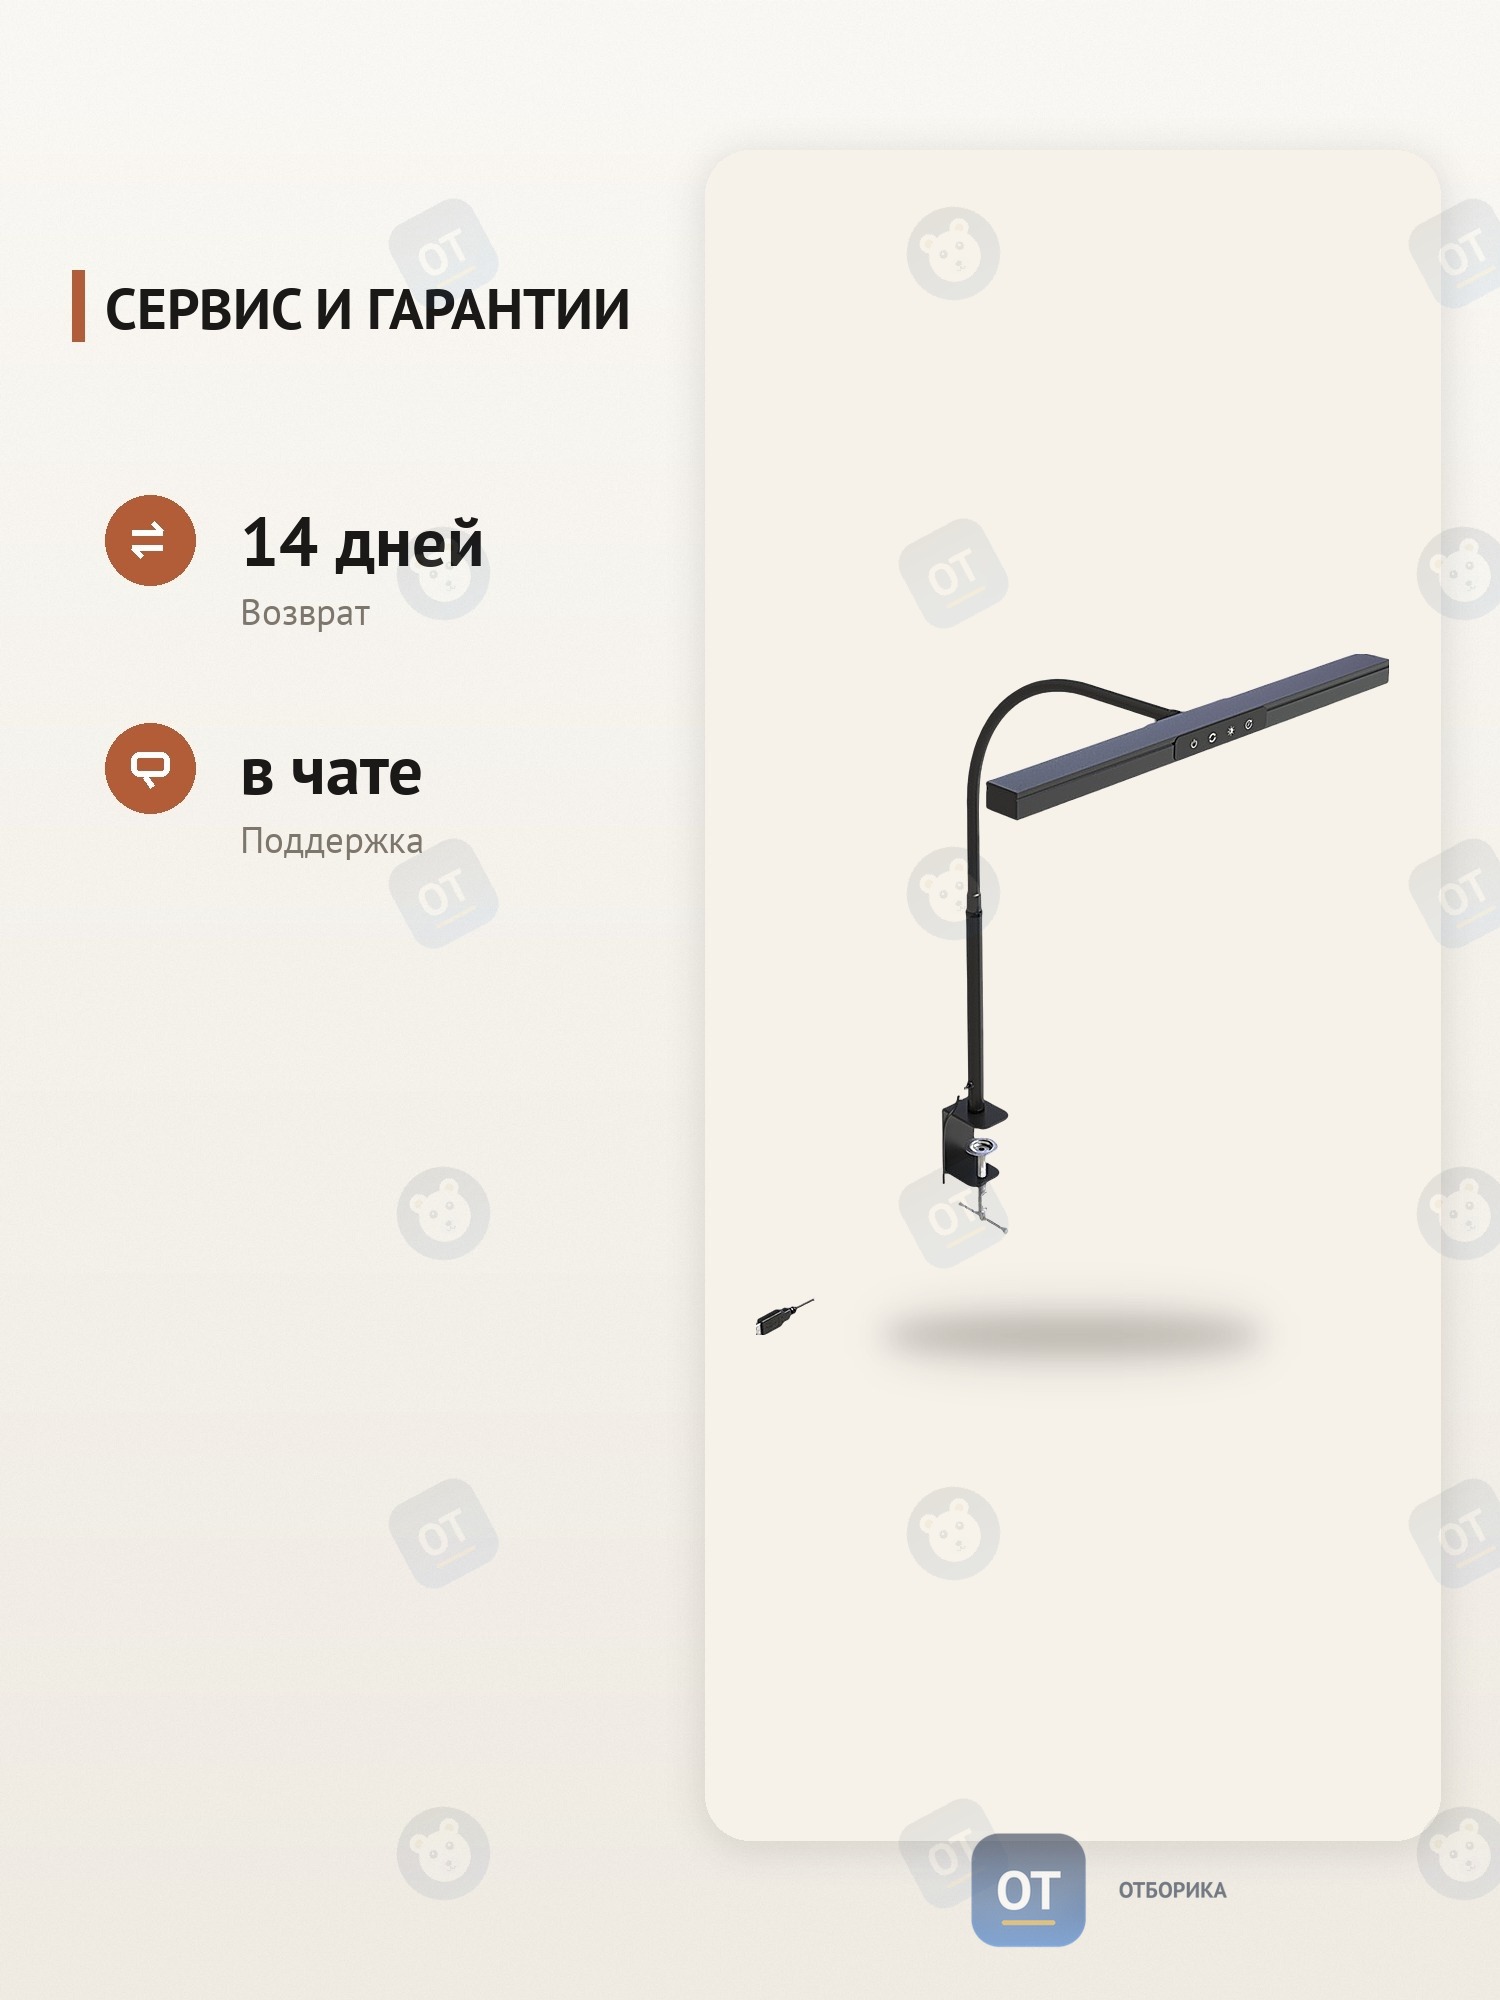 СЕРВИС И ГАРАНТИИ
14 дней
Возврат
в чате
Поддержка
ОТ
ОТБОРИКА